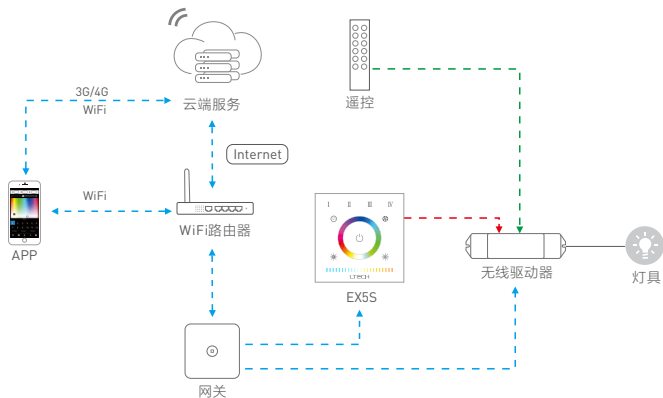 3G/4G
WiFi
云端服务
遥控
Internet
WiFi
WiFi路由器
APP
I II III IV
LTECH
EX5S
无线驱动器
灯具
网关